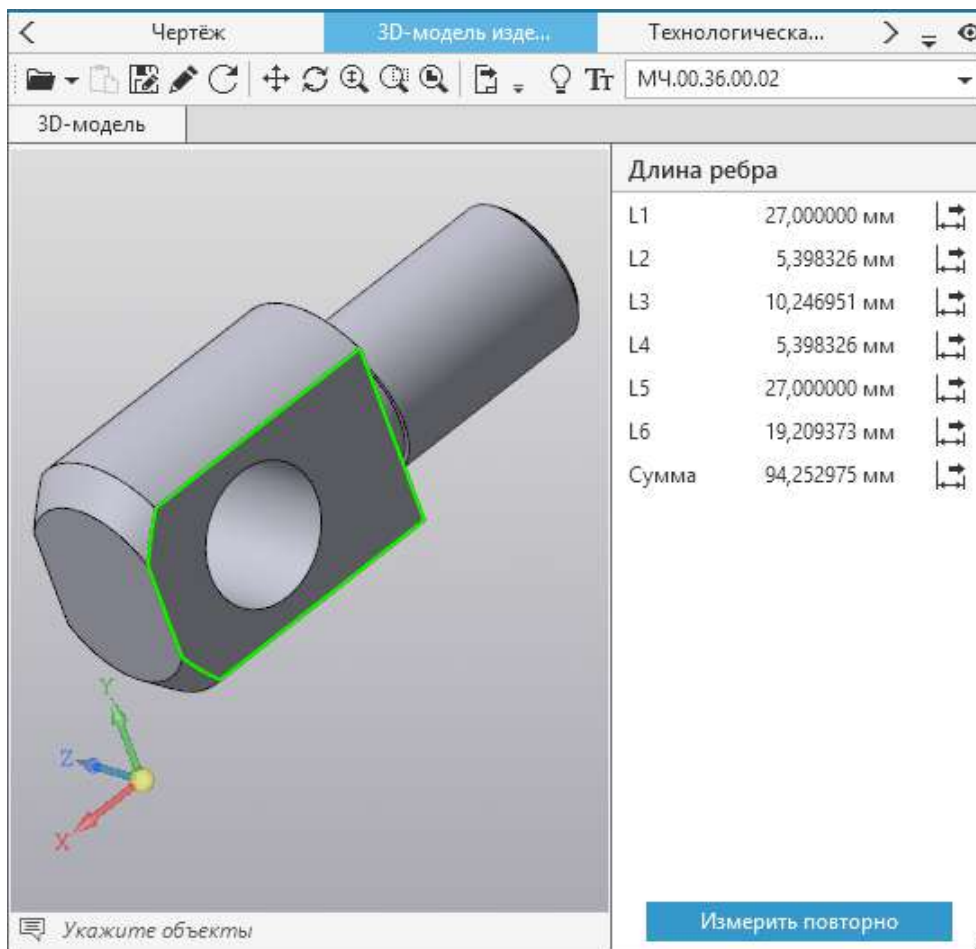 Чертёж 3D-модель изде... Технологическа...
Тт МЧ.00.36.00.02
3D-модель
Длина ребра
L1 27,000000 мм
L2 5,398326 мм
L3 10,246951 мм
L4 5,398326 мм
L5 27,000000 мм
L6 19,209373 мм
Сумма 94,252975 мм
Y
Z
X
Укажите объекты
Измерить повторно